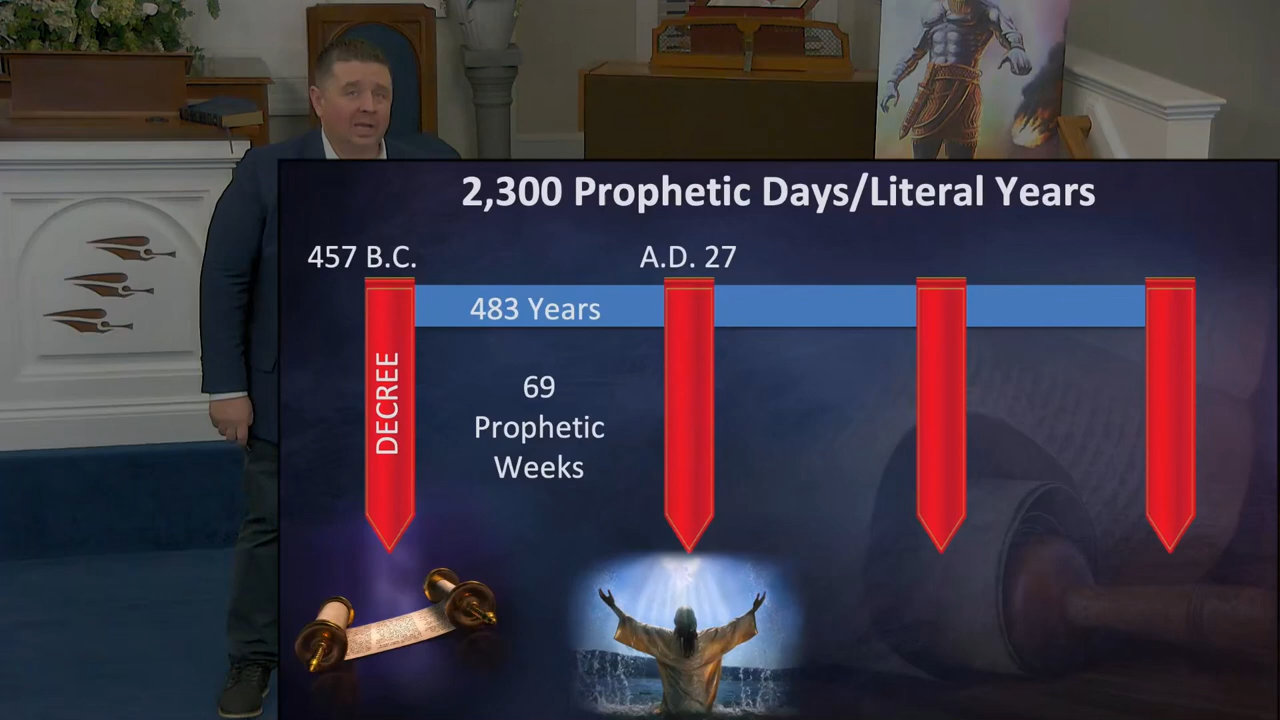 2,300 Prophetic Days/Literal Years
457 B.C.
A.D. 27
483 Years
DECREE
69
Prophetic
Weeks